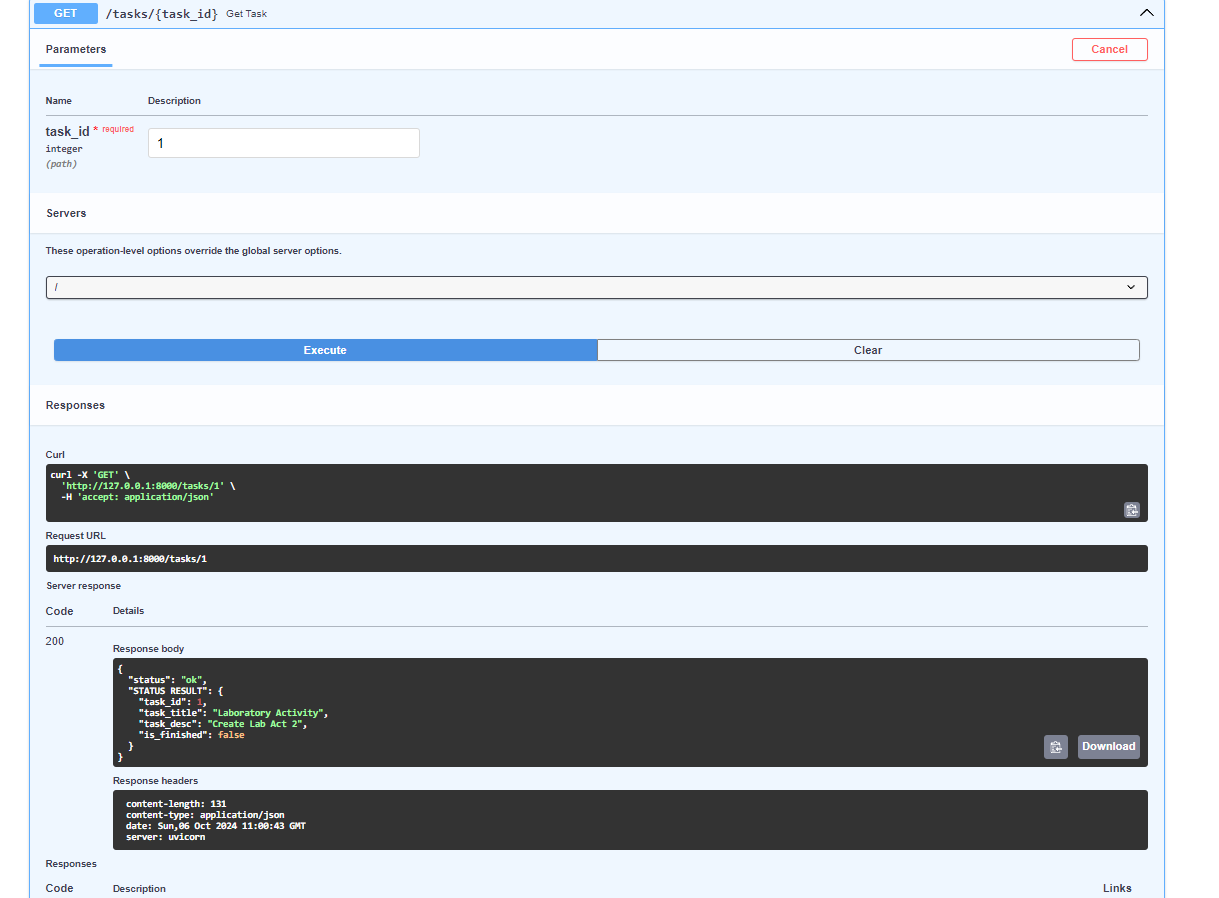 GET /tasks/{task_id} Get Task
Parameters
Cancel
Name Description
task_id * required
integer
(path)
1
Servers
These operation-level options override the global server options.
/
Execute Clear
Responses
Curl
curl -X 'GET' \
'http://127.0.0.1:8000/tasks/1' \
-H 'accept: application/json'
Request URL
http://127.0.0.1:8000/tasks/1
Server response
Code Details
200
Response body
{
"status": "ok",
"STATUS RESULT": {
"task_id": 1,
"task_title": "Laboratory Activity",
"task_desc": "Create Lab Act 2",
"is_finished": false
}
}
Download
Response headers
content-length: 131
content-type: application/json
date: Sun,06 Oct 2024 11:00:43 GMT
server: uvicorn
Responses
Code Description Links